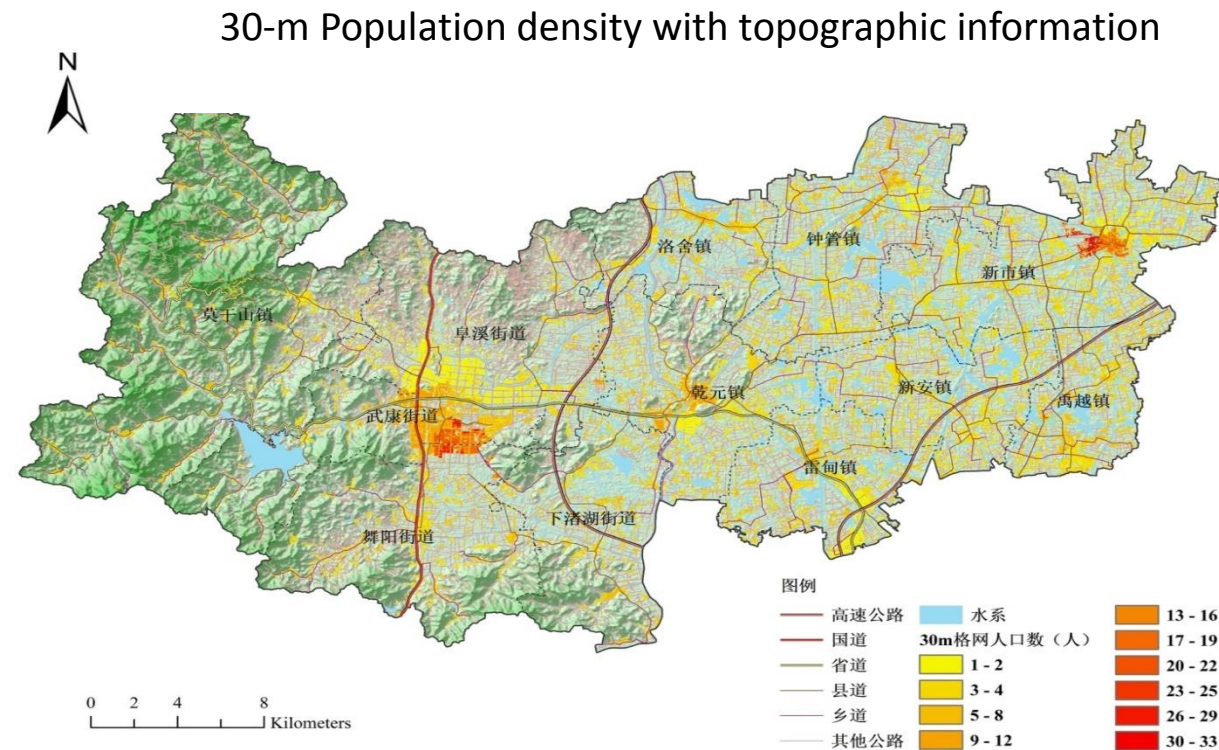 30-m Population density with topographic information
N
洛舍镇
钟管镇
新市镇
莫干山镇
阜溪街道
武康街道
乾元镇
新安镇
禹越镇
雷甸镇
下渚湖街道
舞阳街道
图例
高速公路
国道
省道
县道
乡道
其他公路
水系
30m格网人口数（人）
1 - 2
3 - 4
5 - 8
9 - 12
13 - 16
17 - 19
20 - 22
23 - 25
26 - 29
30 - 33
0 2 4 8
Kilometers